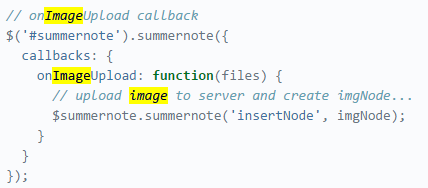 // onImageUpload callback
$('#summernote').summernote({
  callbacks: {
    onImageUpload: function(files) {
      // upload image to server and create imgNode...
      $summernote.summernote('insertNode', imgNode);
    }
  }
});